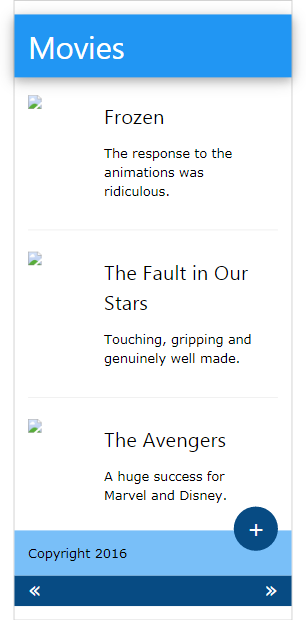 Movies
Frozen
The response to the
animations was
ridiculous.
The Fault in Our
Stars
Touching, gripping and
genuinely well made.
The Avengers
A huge success for
Marvel and Disney.
+
Copyright 2016
« »